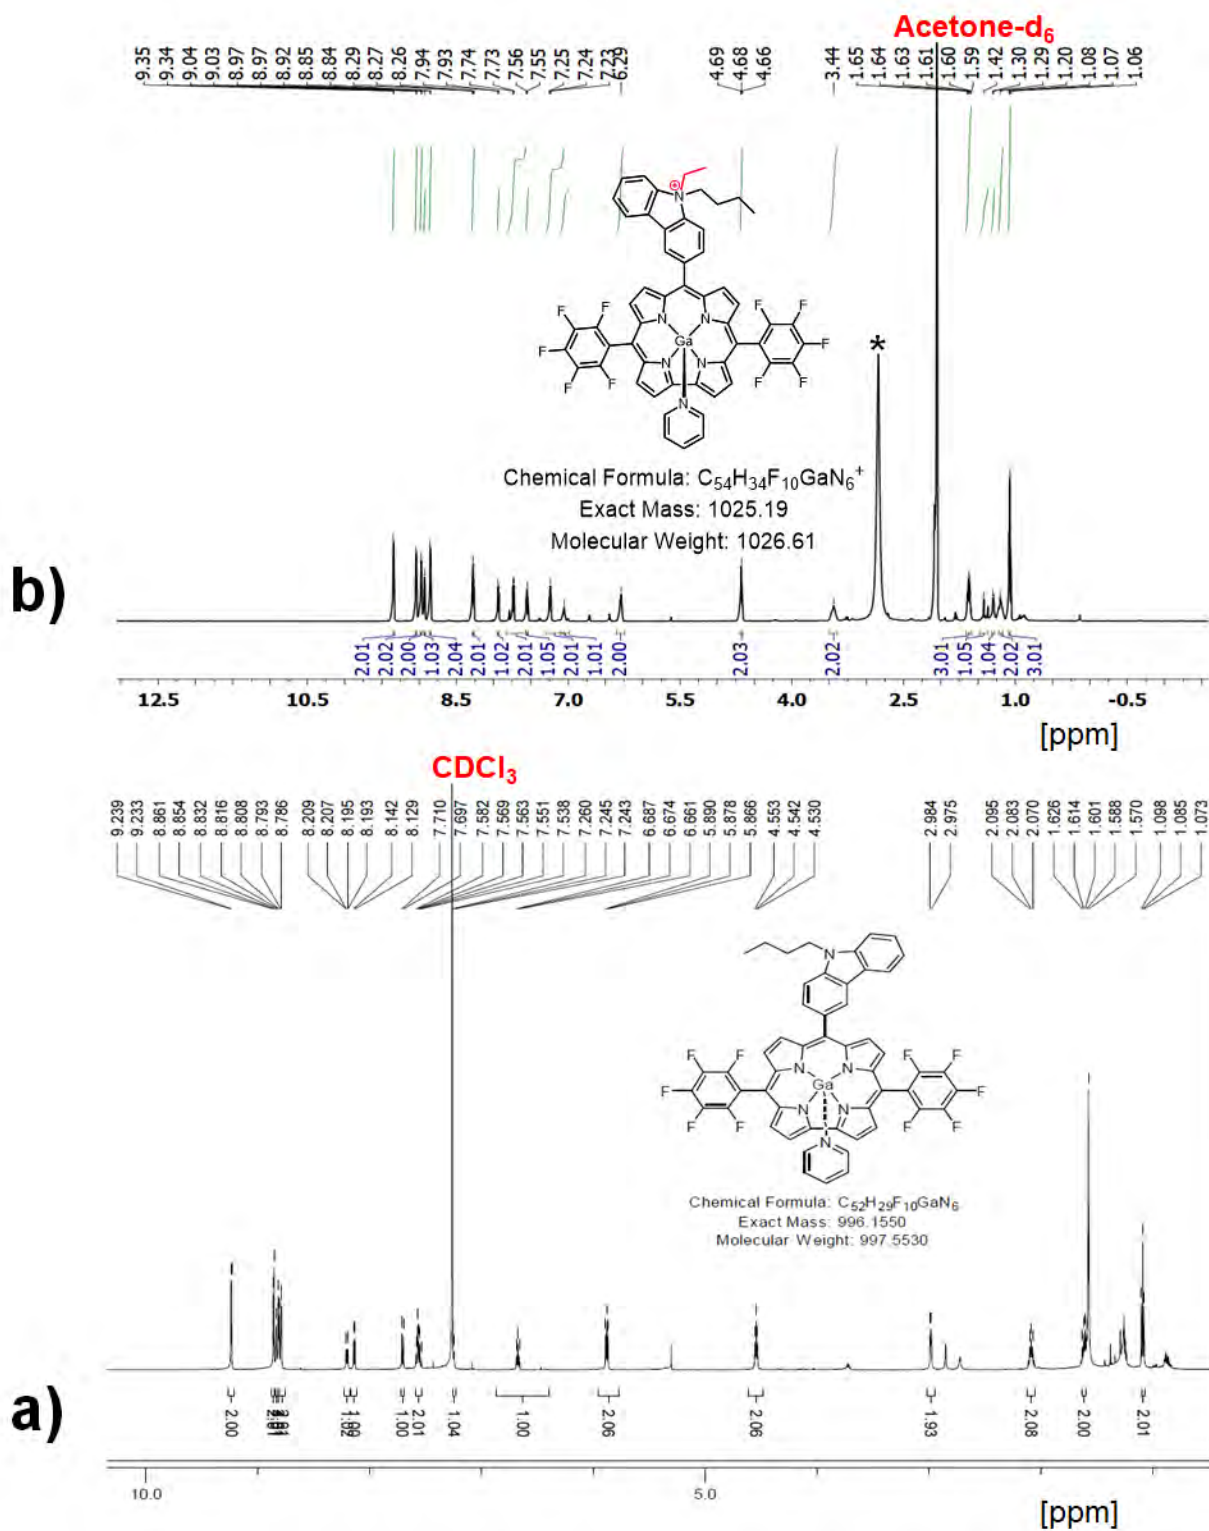 Acetone-d6
9.35 9.34 9.04 9.03 8.97 8.97 8.92 8.85 8.84 8.29 8.27 8.26 7.94 7.93 7.74 7.73 7.56 7.55 7.25 7.24 7.23 6.29 4.69 4.68 4.66 3.44 1.65 1.64 1.63 1.61 1.60 1.59 1.42 1.30 1.29 1.20 1.08 1.07 1.06
N ⊕
F F F F F N N Ga N N N F F F F F
*
Chemical Formula: C54H34F10GaN6+
Exact Mass: 1025.19
Molecular Weight: 1026.61
b)
2.01 2.02 2.00 1.03 2.04 2.01 1.02 2.01 1.05 2.01 1.01 2.00 2.03 2.02 3.01 1.05 1.04 2.02 3.01
12.5 10.5 8.5 7.0 5.5 4.0 2.5 1.0 -0.5
[ppm]
CDCl3
9.239 9.233 8.861 8.854 8.832 8.816 8.808 8.793 8.786 8.209 8.207 8.195 8.193 8.142 8.129 7.710 7.697 7.582 7.569 7.563 7.551 7.538 7.260 7.245 7.243 6.687 6.674 6.661 5.890 5.878 5.866 4.553 4.542 4.530 2.984 2.975 2.095 2.083 2.070 1.626 1.614 1.601 1.588 1.570 1.098 1.085 1.073
N
F F F F F N N Ga N N N F F F F F
Chemical Formula: C52H29F10GaN6
Exact Mass: 996.1550
Molecular Weight: 997.5530
a)
2.00 2.01 1.00 2.01 1.04 1.00 2.06 2.06 1.93 2.08 2.00 2.01
10.0 5.0
[ppm]